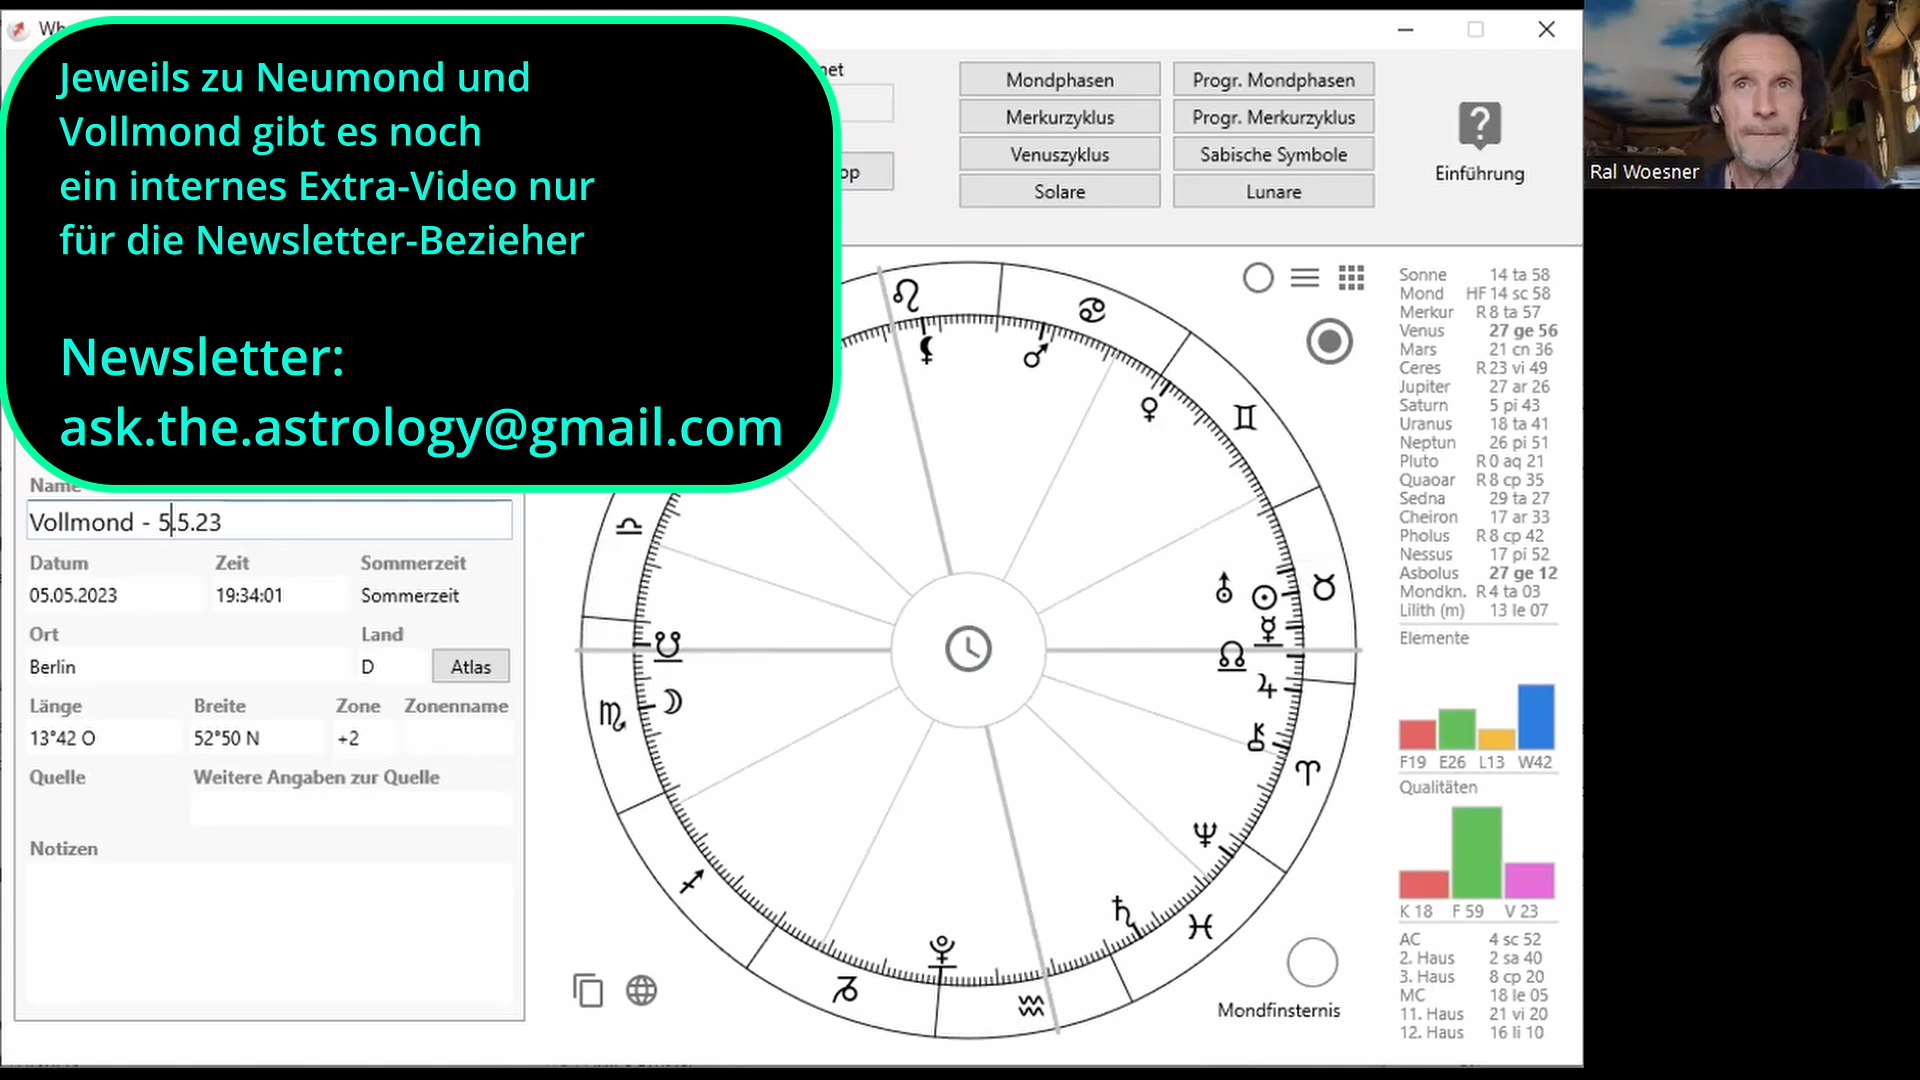 Jeweils zu Neumond und
Vollmond gibt es noch
ein internes Extra-Video nur
für die Newsletter-Bezieher
Newsletter:
ask.the.astrology@gmail.com
Mondphasen
Progr. Mondphasen
Merkurzyklus
Progr. Merkurzyklus
Venuszyklus
Sabische Symbole
Solare
Lunare
Einführung
Ral Woesner
Name
Vollmond - 5.5.23
Datum Zeit Sommerzeit
05.05.2023 19:34:01 Sommerzeit
Ort Land
Berlin D Atlas
Länge Breite Zone Zonenname
13°42 O 52°50 N +2
Quelle Weitere Angaben zur Quelle
Notizen
Mondfinsternis
Sonne 14 ta 58
Mond HF 14 sc 58
Merkur R 8 ta 57
Venus 27 ge 56
Mars 21 cn 36
Ceres R 23 vi 49
Jupiter 27 ar 26
Saturn 5 pi 43
Uranus 18 ta 41
Neptun 26 pi 51
Pluto R 0 aq 21
Quaoar R 8 cp 35
Sedna 29 ta 27
Cheiron 17 ar 33
Pholus R 8 cp 42
Nessus 17 pi 52
Asbolus 27 ge 12
Mondkn. R 4 ta 03
Lilith (m) 13 le 07
Elemente
F19 E26 L13 W42
Qualitäten
K 18 F 59 V 23
AC 4 sc 52
2. Haus 2 sa 40
3. Haus 8 cp 20
MC 18 le 05
11. Haus 21 vi 20
12. Haus 16 li 10